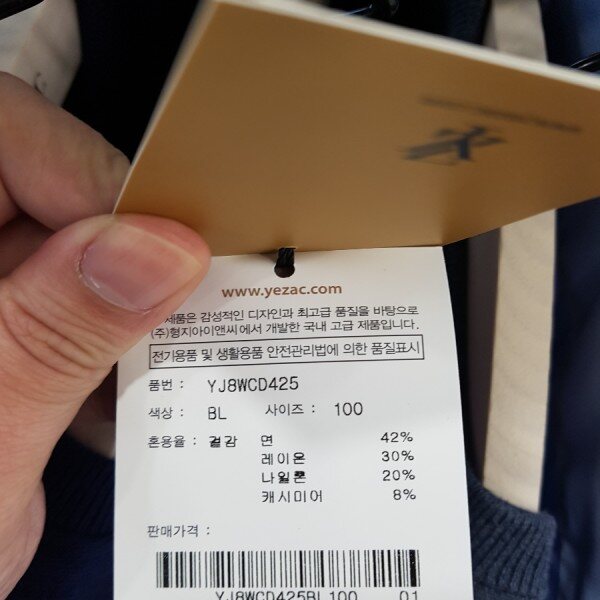 www.yezac.com
제품은 감성적인 디자인과 최고급 품질을 바탕으로
(주)형지아이앤씨에서 개발한 국내 고급 제품입니다.
전기용품 및 생활용품 안전관리법에 의한 품질표시
품번 : YJ8WCD425
색상 : BL 사이즈 : 100
혼용율 : 겉감 면 42%
레이온 30%
나일론 20%
캐시미어 8%
판매가격 :
YJ8WCD425BL100 01